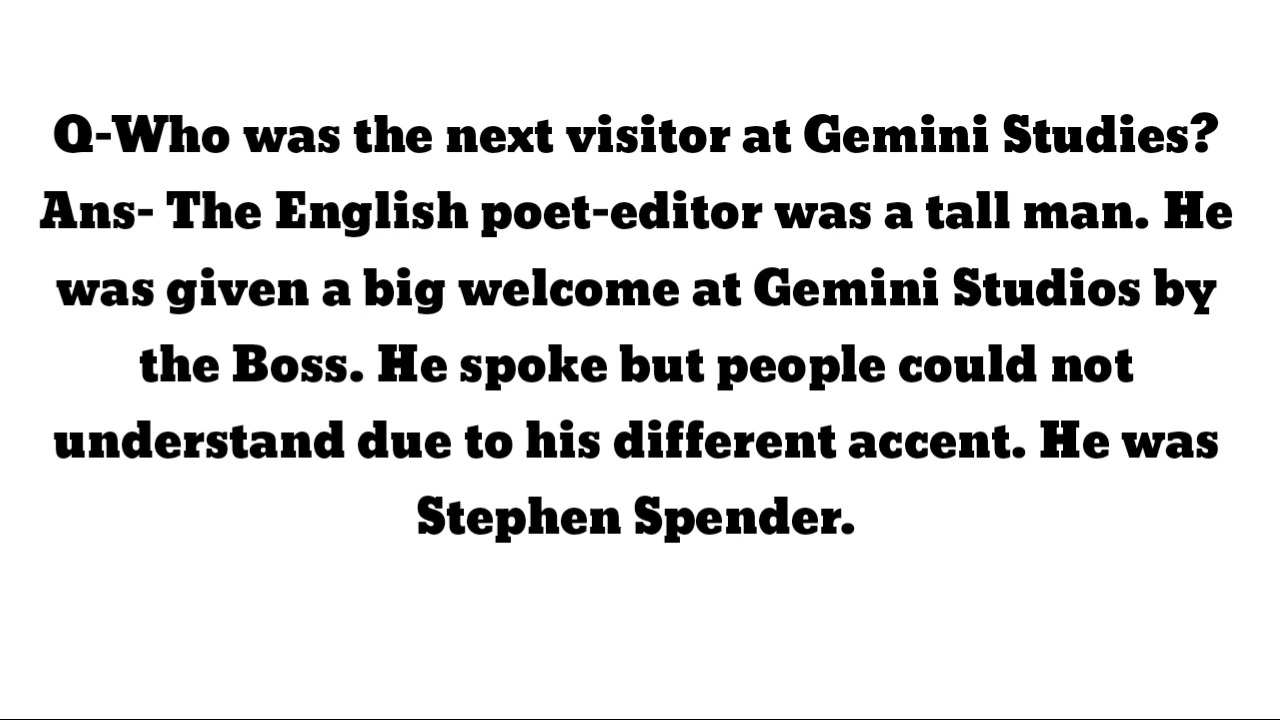 Q-Who was the next visitor at Gemini Studies?
Ans- The English poet-editor was a tall man. He
was given a big welcome at Gemini Studios by
the Boss. He spoke but people could not
understand due to his different accent. He was
Stephen Spender.